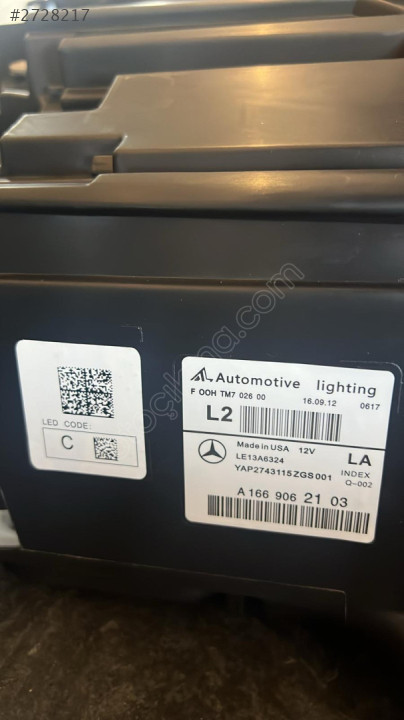 #2728217
Automotive lighting
F OOH TM7 026 00 16.09.12 0617
L2
Made in USA 12V LA
LE13A6324 INDEX
YAP2743115ZGS001 Q-002
A 166 906 21 03
LED CODE:
C